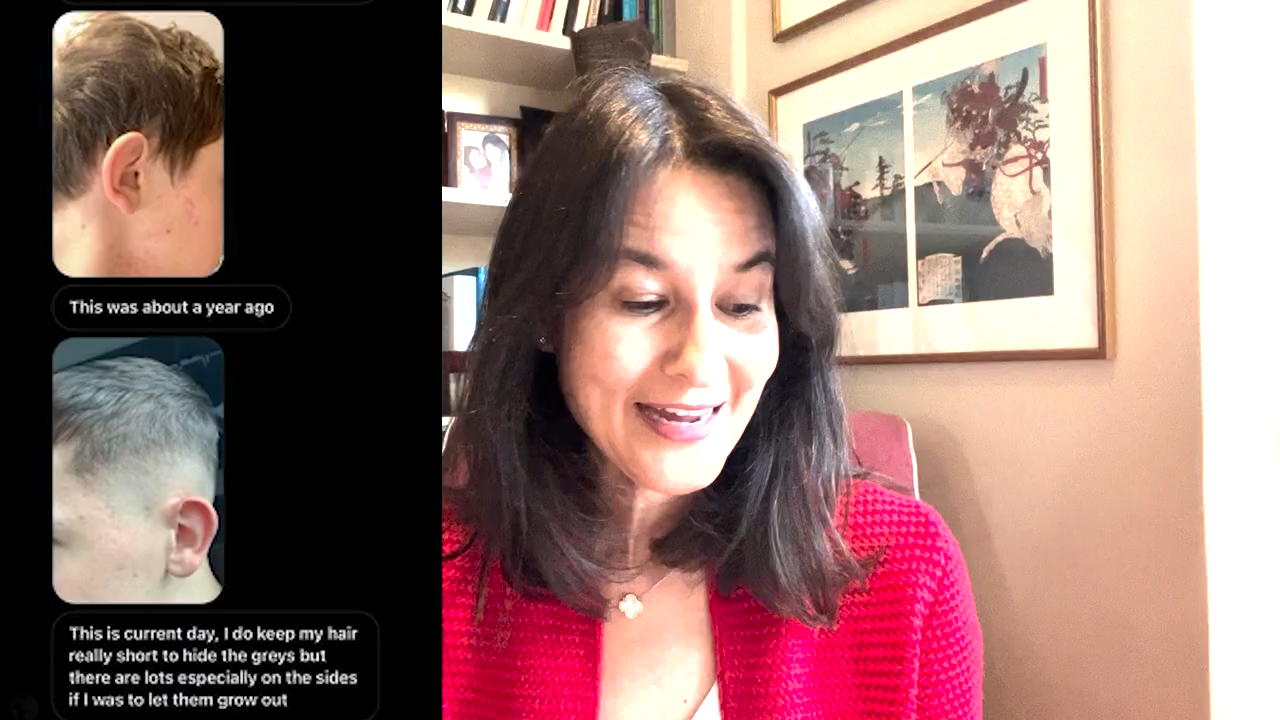 This was about a year ago
This is current day, I do keep my hair
really short to hide the greys but
there are lots especially on the sides
if I was to let them grow out